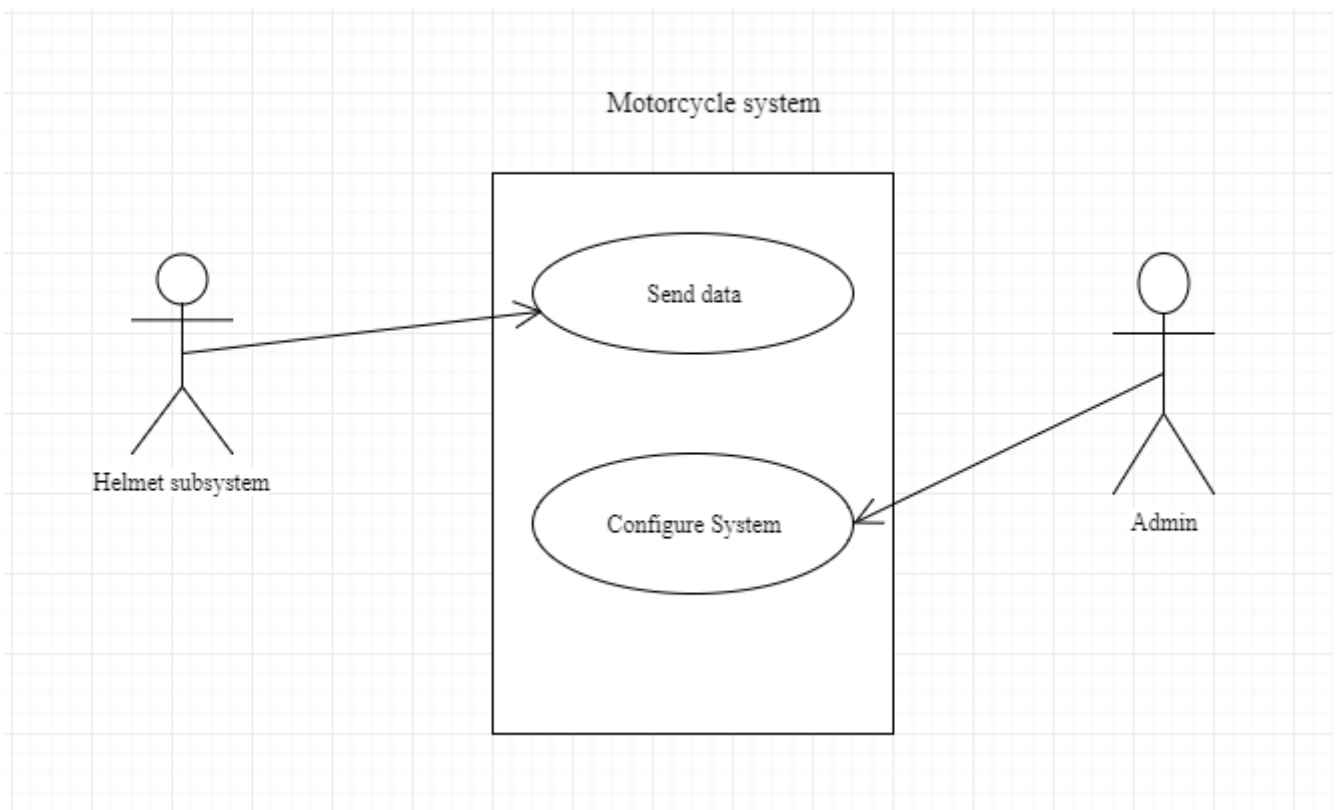 Motorcycle system
Send data
Helmet subsystem
Configure System
Admin